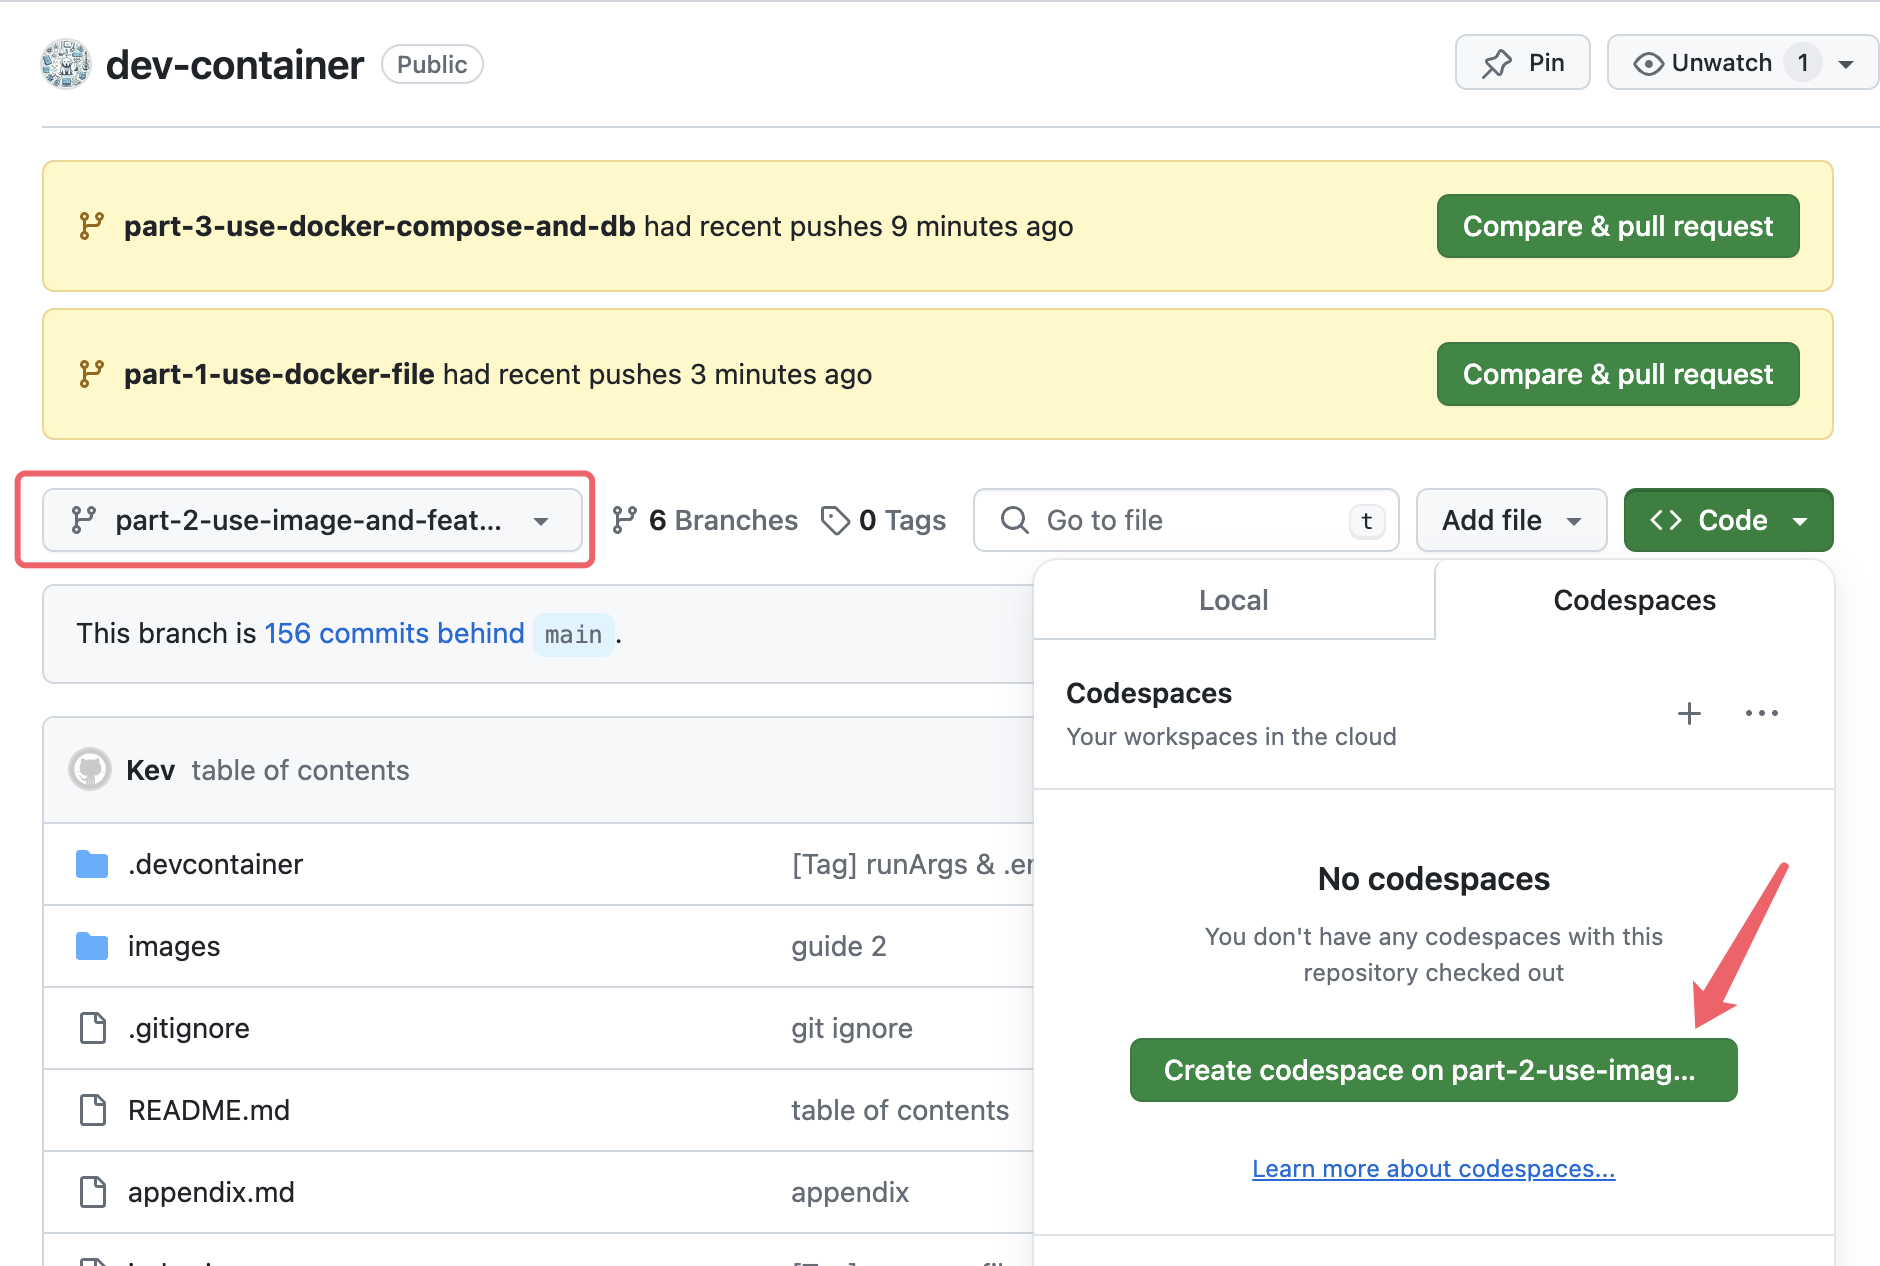 dev-container Public Pin Unwatch 1
part-3-use-docker-compose-and-db had recent pushes 9 minutes ago Compare & pull request
part-1-use-docker-file had recent pushes 3 minutes ago Compare & pull request
part-2-use-image-and-feat... 6 Branches 0 Tags Go to file t Add file <> Code
This branch is 156 commits behind main .
Kev table of contents
.devcontainer [Tag] runArgs &
images guide 2
.gitignore git ignore
README.md table of contents
appendix.md appendix
Local Codespaces
Codespaces
Your workspaces in the cloud
No codespaces
You don't have any codespaces with this
repository checked out
Create codespace on part-2-use-imag...
Learn more about codespaces...